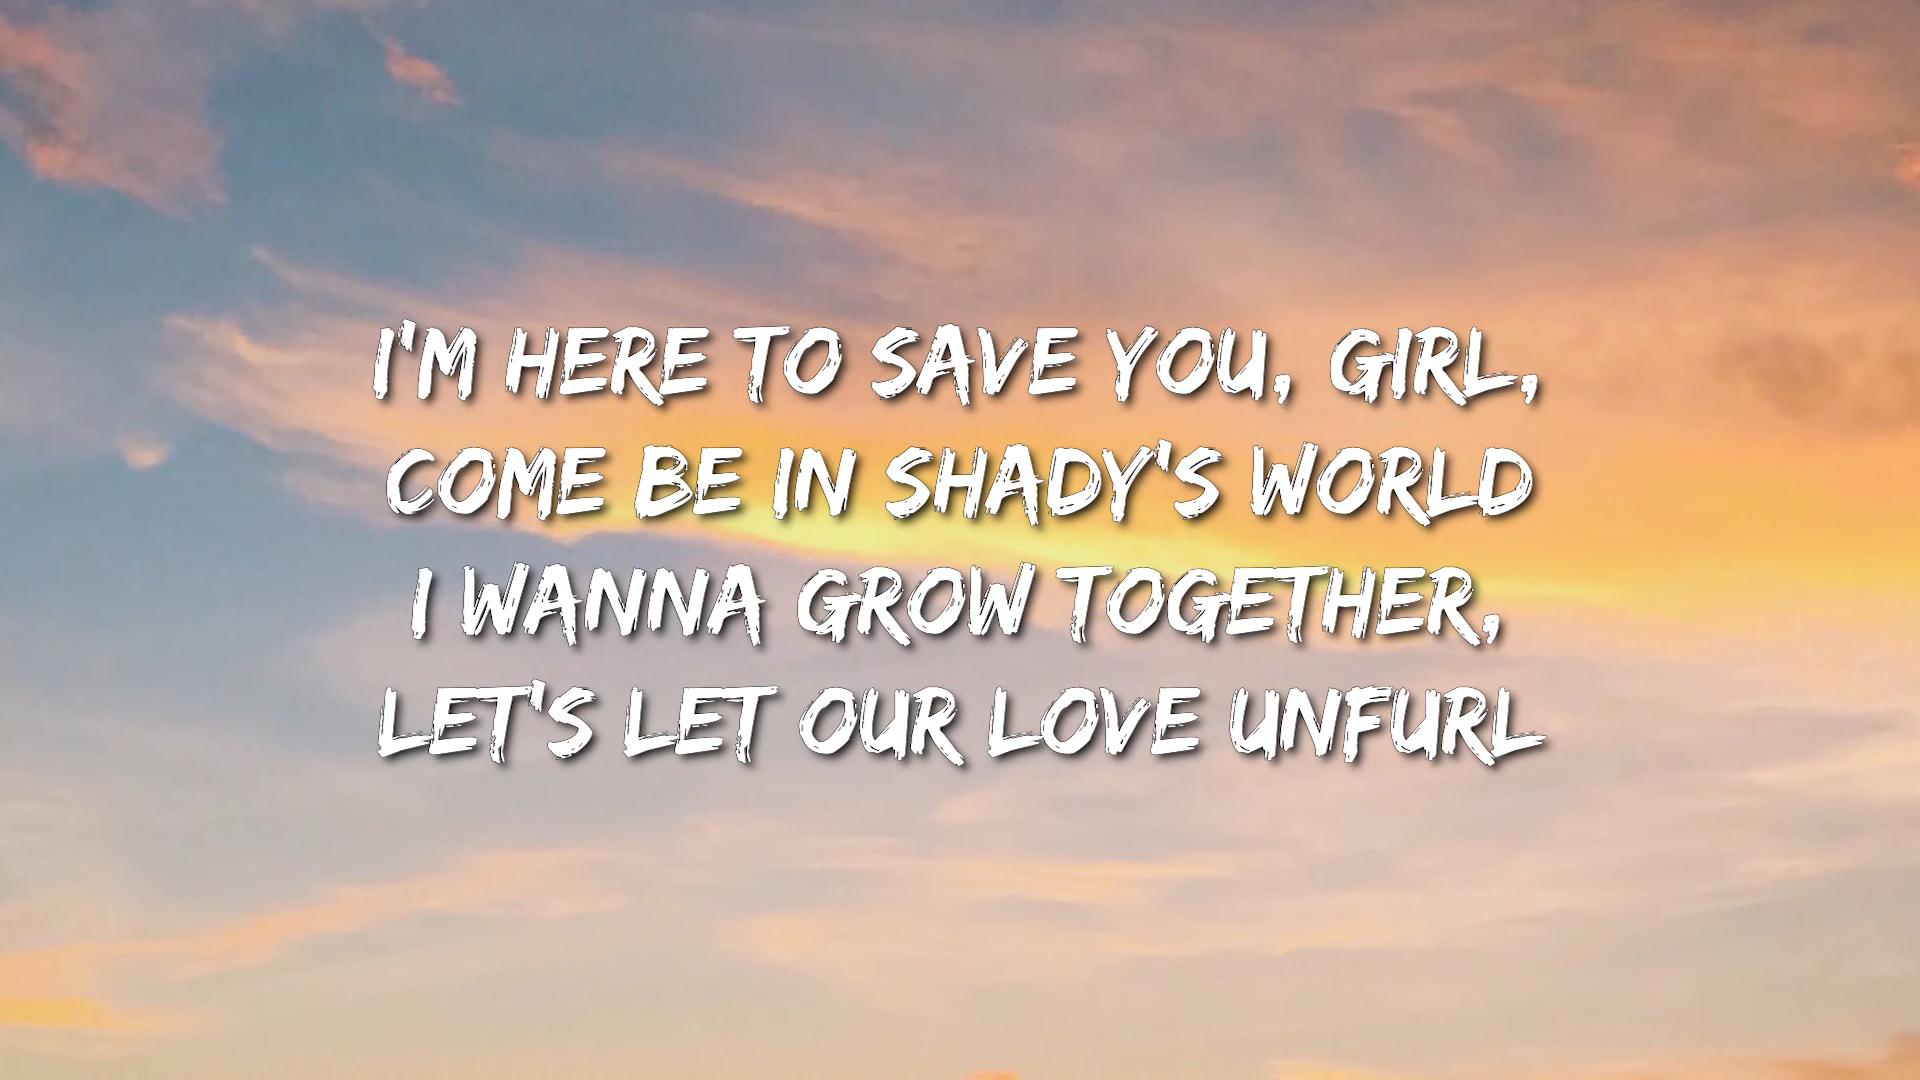 I'M HERE TO SAVE YOU, GIRL,
COME BE IN SHADY'S WORLD
I WANNA GROW TOGETHER,
LET'S LET OUR LOVE UNFURL